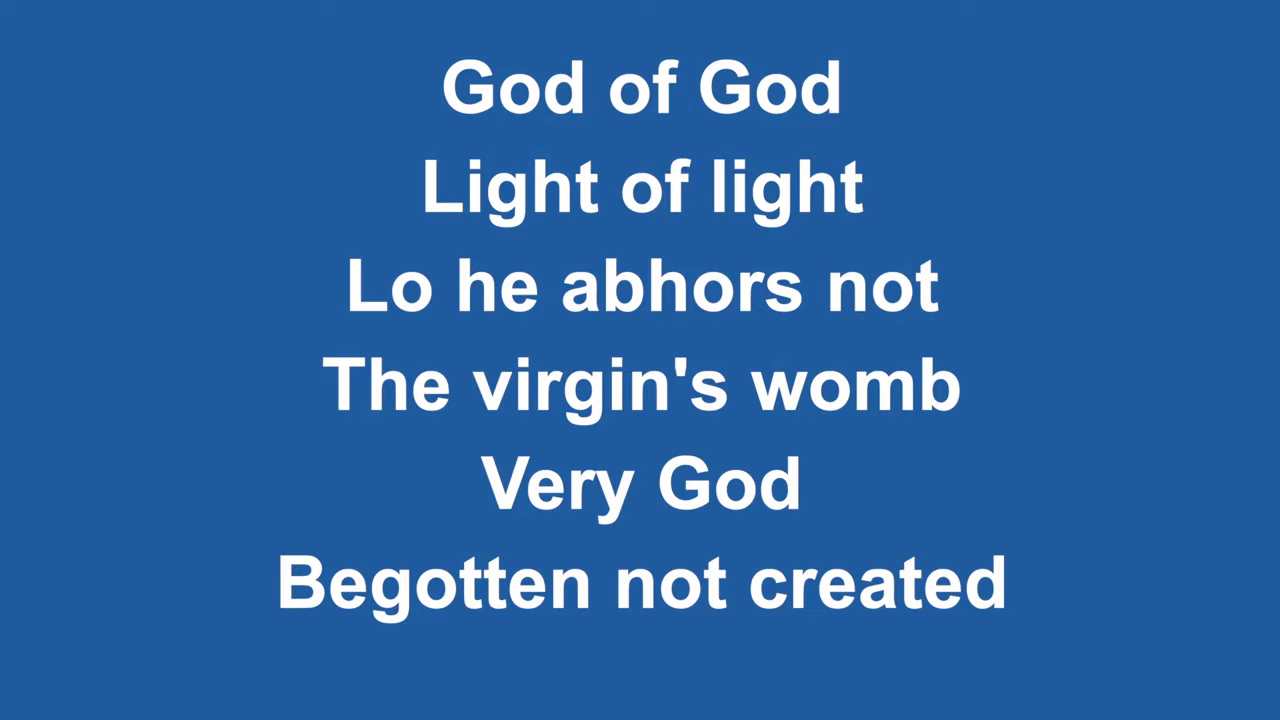 God of God
Light of light
Lo he abhors not
The virgin's womb
Very God
Begotten not created